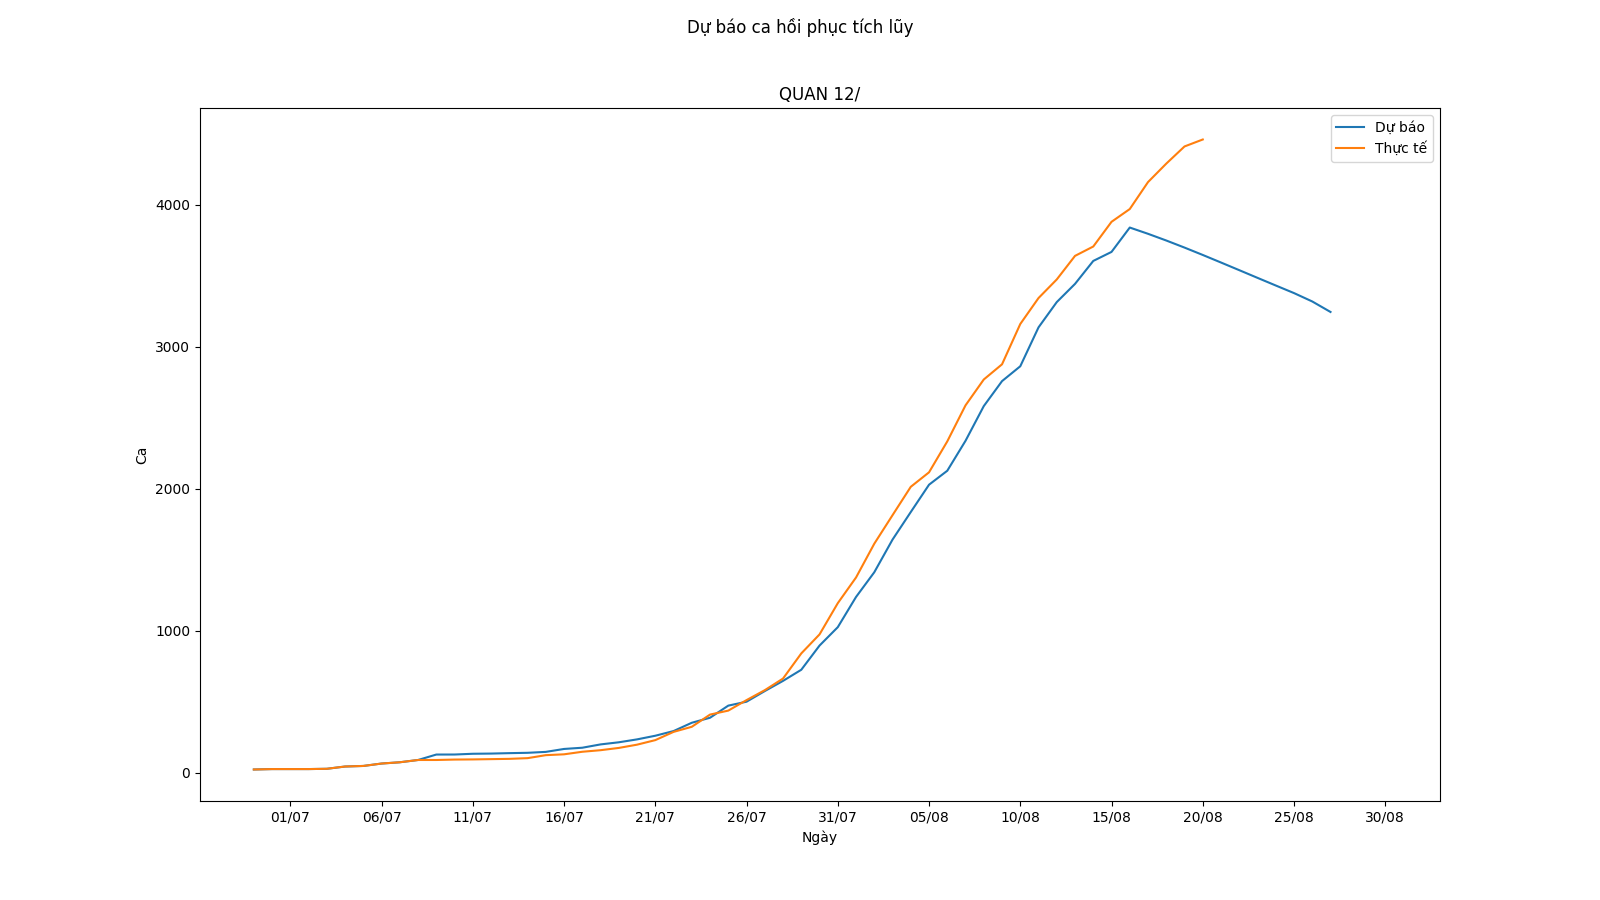 Dự báo ca hồi phục tích lũy
QUAN 12/
Dự báo
Thực tế
4000
3000
2000
1000
0
Ca
01/07 06/07 11/07 16/07 21/07 26/07 31/07 05/08 10/08 15/08 20/08 25/08 30/08
Ngày